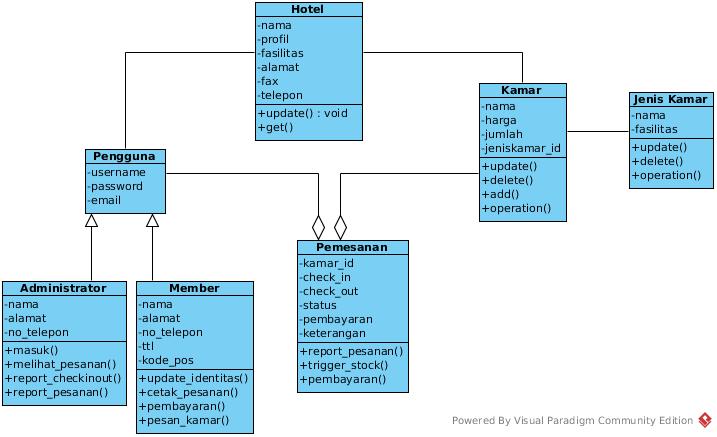 Hotel
-nama
-profil
-fasilitas
-alamat
-fax
-telepon
+update() : void
+get()
Kamar
-nama
-harga
-jumlah
-jeniskamar_id
+update()
+delete()
+add()
+operation()
Jenis Kamar
-nama
-fasilitas
+update()
+delete()
+operation()
Pengguna
-username
-password
-email
Pemesanan
-kamar_id
-check_in
-check_out
-status
-pembayaran
-keterangan
+report_pesanan()
+trigger_stock()
+pembayaran()
Administrator
-nama
-alamat
-no_telepon
+masuk()
+melihat_pesanan()
+report_checkinout()
+report_pesanan()
Member
-nama
-alamat
-no_telepon
-ttl
-kode_pos
+update_identitas()
+cetak_pesanan()
+pembayaran()
+pesan_kamar()
Powered By Visual Paradigm Community Edition